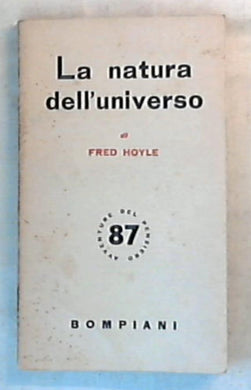 La natura
dell'universo
di
FRED HOYLE
AVVENTURE DEL PENSIERO
87
BOMPIANI